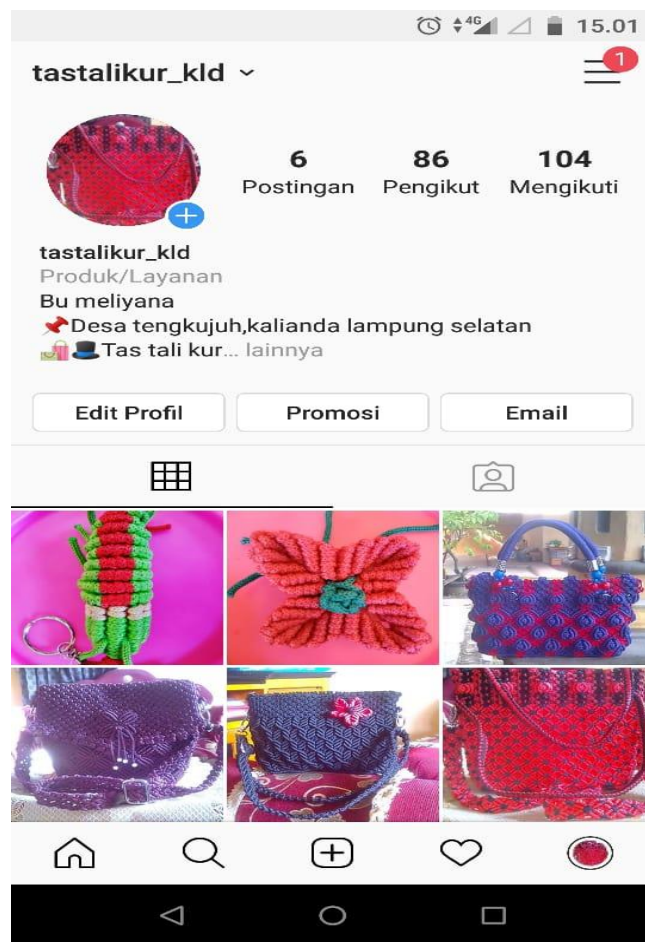 4G 15.01
tastalikur_kld
1
6 86 104
Postingan Pengikut Mengikuti
tastalikur_kld
Produk/Layanan
Bu meliyana
📌Desa tengkujuh,kalianda lampung selatan
🛍️🎩Tas tali kur... lainnya
Edit Profil Promosi Email